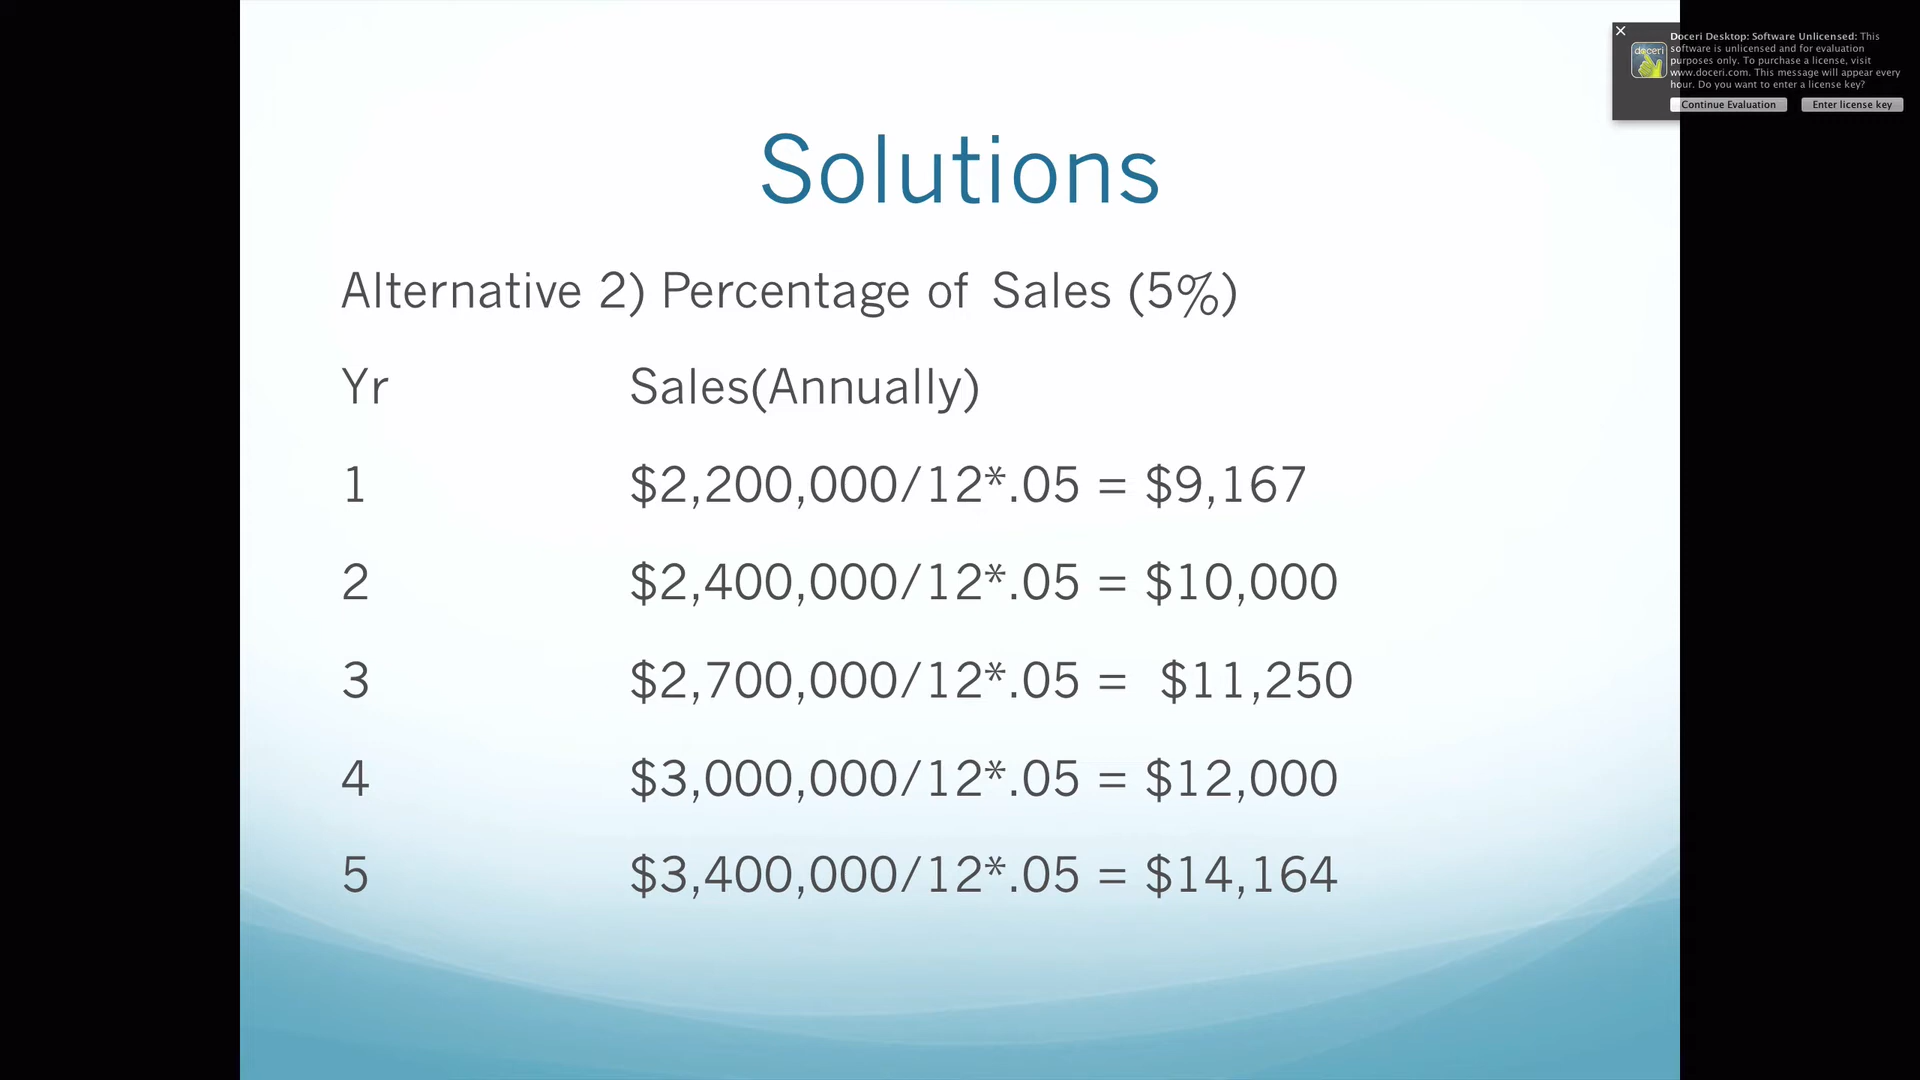 Doceri Desktop: Software Unlicensed: This
software is unlicensed and for evaluation
purposes only. To purchase a license, visit
www.doceri.com. This message will appear every
hour. Do you want to enter a license key?
doceri
Continue Evaluation Enter license key
Solutions
Alternative 2) Percentage of Sales (5%)
Yr Sales(Annually)
1 $2,200,000/12*.05 = $9,167
2 $2,400,000/12*.05 = $10,000
3 $2,700,000/12*.05 = $11,250
4 $3,000,000/12*.05 = $12,000
5 $3,400,000/12*.05 = $14,164